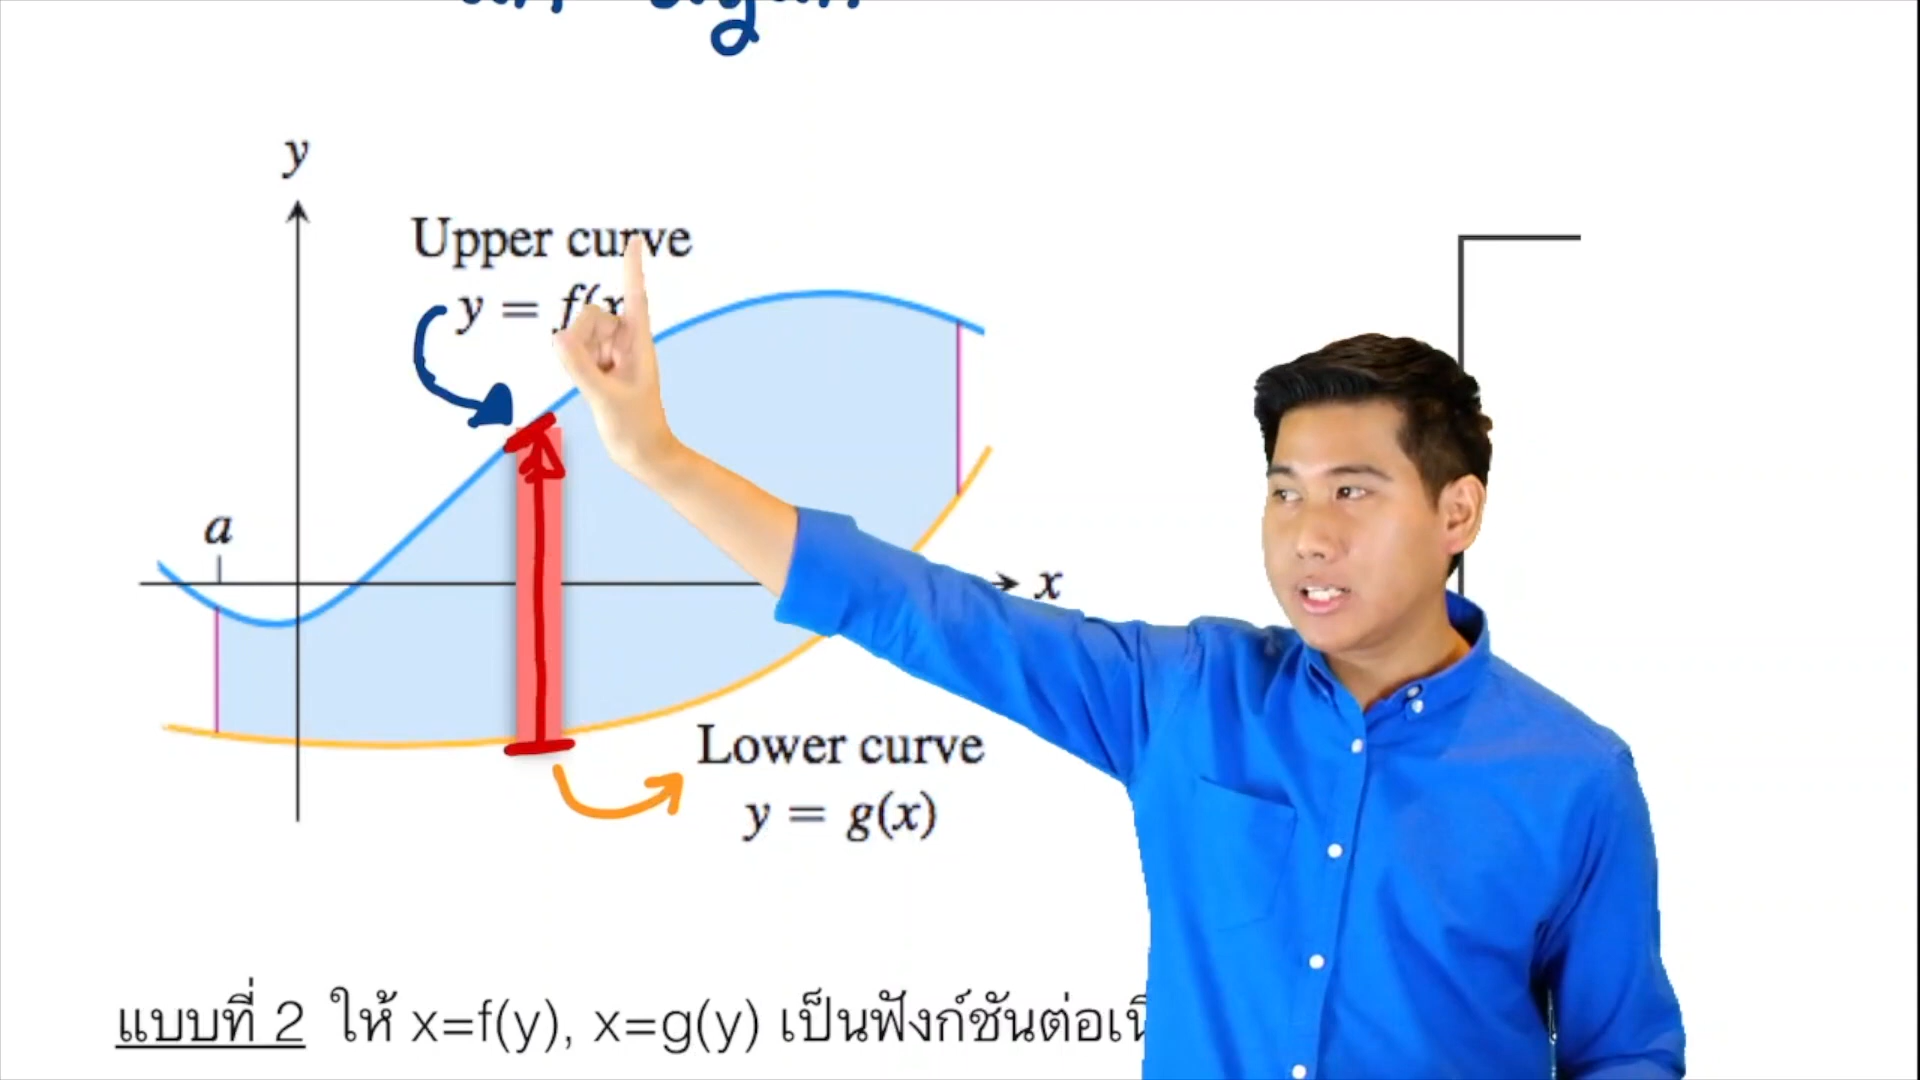 y
Upper curve
y = f(x
a
x
Lower curve
y = g(x)
แบบที่ 2 ให้ x=f(y), x=g(y) เป็นฟังก์ชันต่อเนิ